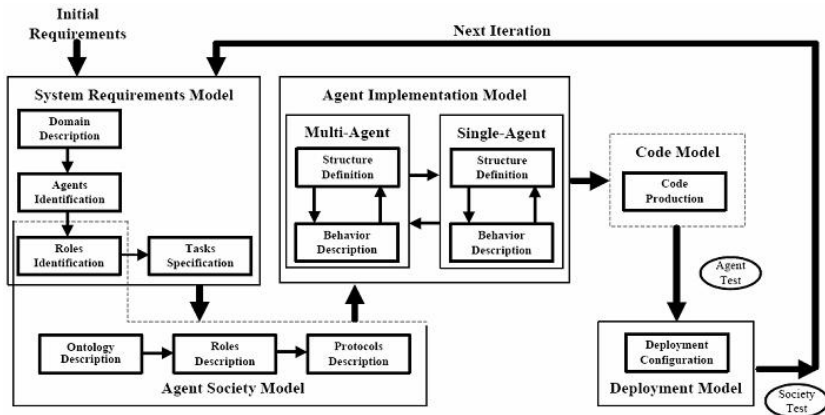 Initial
Requirements
Next Iteration
System Requirements Model
Domain
Description
Agents
Identification
Roles
Identification
Tasks
Specification
Agent Implementation Model
Multi-Agent
Structure
Definition
Behavior
Description
Single-Agent
Structure
Definition
Behavior
Description
Code Model
Code
Production
Agent
Test
Ontology
Description
Roles
Description
Protocols
Description
Agent Society Model
Deployment
Configuration
Deployment Model
Society
Test